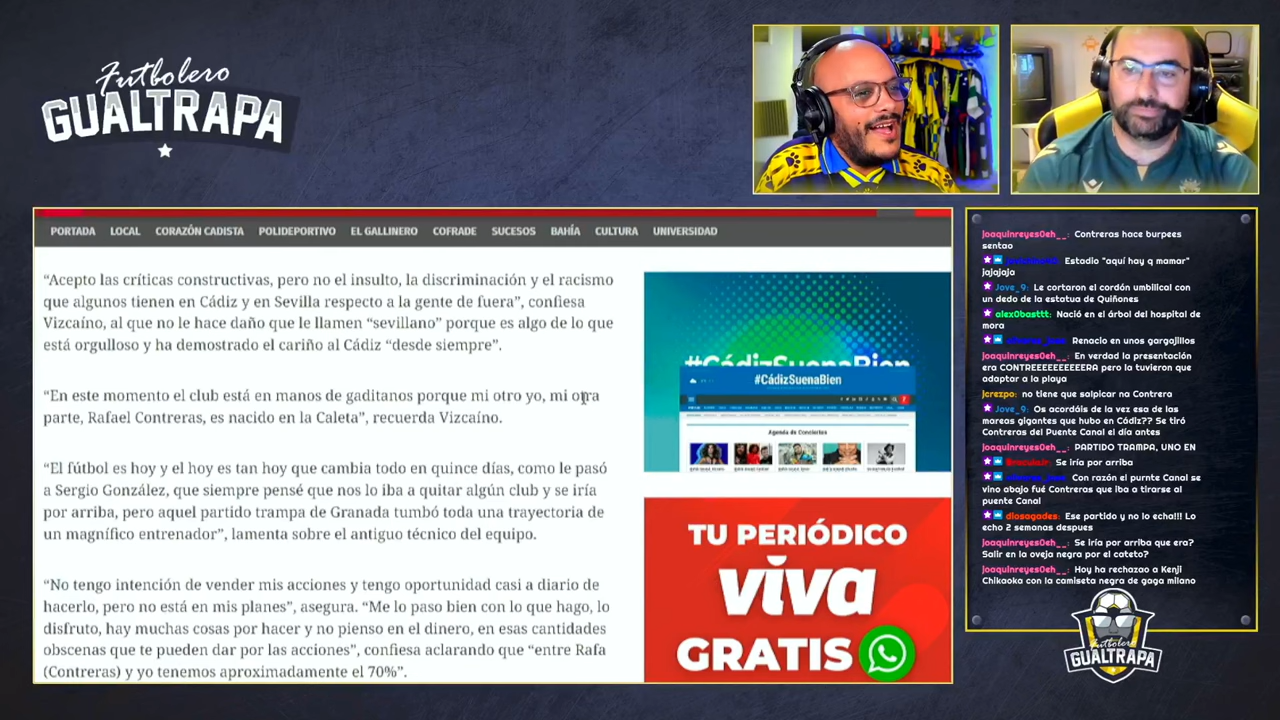 Futbolero
GUALTRAPA
PORTADA LOCAL CORAZÓN CADISTA POLIDEPORTIVO EL GALLINERO COFRADE SUCESOS BAHÍA CULTURA UNIVERSIDAD
“Acepto las críticas constructivas, pero no el insulto, la discriminación y el racismo
que algunos tienen en Cádiz y en Sevilla respecto a la gente de fuera”, confiesa
Vizcaíno, al que no le hace daño que le llamen “sevillano” porque es algo de lo que
está orgulloso y ha demostrado el cariño al Cádiz “desde siempre”.
“En este momento el club está en manos de gaditanos porque mi otro yo, mi otra
parte, Rafael Contreras, es nacido en la Caleta”, recuerda Vizcaíno.
“El fútbol es hoy y el hoy es tan hoy que cambia todo en quince días, como le pasó
a Sergio González, que siempre pensé que nos lo iba a quitar algún club y se iría
por arriba, pero aquel partido trampa de Granada tumbó toda una trayectoria de
un magnífico entrenador”, lamenta sobre el antiguo técnico del equipo.
“No tengo intención de vender mis acciones y tengo oportunidad casi a diario de
hacerlo, pero no está en mis planes”, asegura. “Me lo paso bien con lo que hago, lo
disfruto, hay muchas cosas por hacer y no pienso en el dinero, en esas cantidades
obscenas que te pueden dar por las acciones”, confiesa aclarando que “entre Rafa
(Contreras) y yo tenemos aproximadamente el 70%”.
#CádizSuenaBien
#CádizSuenaBien
Agenda de Conciertos
TU PERIÓDICO
viva
GRATIS
joaquinreyes0eh__: Contreras hace burpees
sentao
Estadio "aquí hay q mamar"
jajajaja
Jove_9: Le cortaron el cordón umbilical con
un dedo de la estatua de Quiñones
alex0basttt: Nació en el árbol del hospital de
mora
Renacio en unos gargajillos
joaquinreyes0eh__: En verdad la presentación
era CONTREEEEEEEEEERA pero la tuvieron que
adaptar a la playa
jcrezpo: no tiene que salpicar na Contrera
Jove_9: Os acordáis de la vez esa de las
mareas gigantes que hubo en Cádiz?? Se tiró
Contreras del Puente Canal el día antes
joaquinreyes0eh__: PARTIDO TRAMPA, UNO EN
Se iría por arriba
Con razón el purnte Canal se
vino abajo fué Contreras que iba a tirarse al
puente Canal
diosagades: Ese partido y no lo echa!!! Lo
echo 2 semanas despues
joaquinreyes0eh__: Se iría por arriba que era?
Salir en la oveja negra por el cateto?
joaquinreyes0eh__: Hoy ha rechazao a Kenji
Chikaoka con la camiseta negra de gaga milano
Futbolero
GUALTRAPA